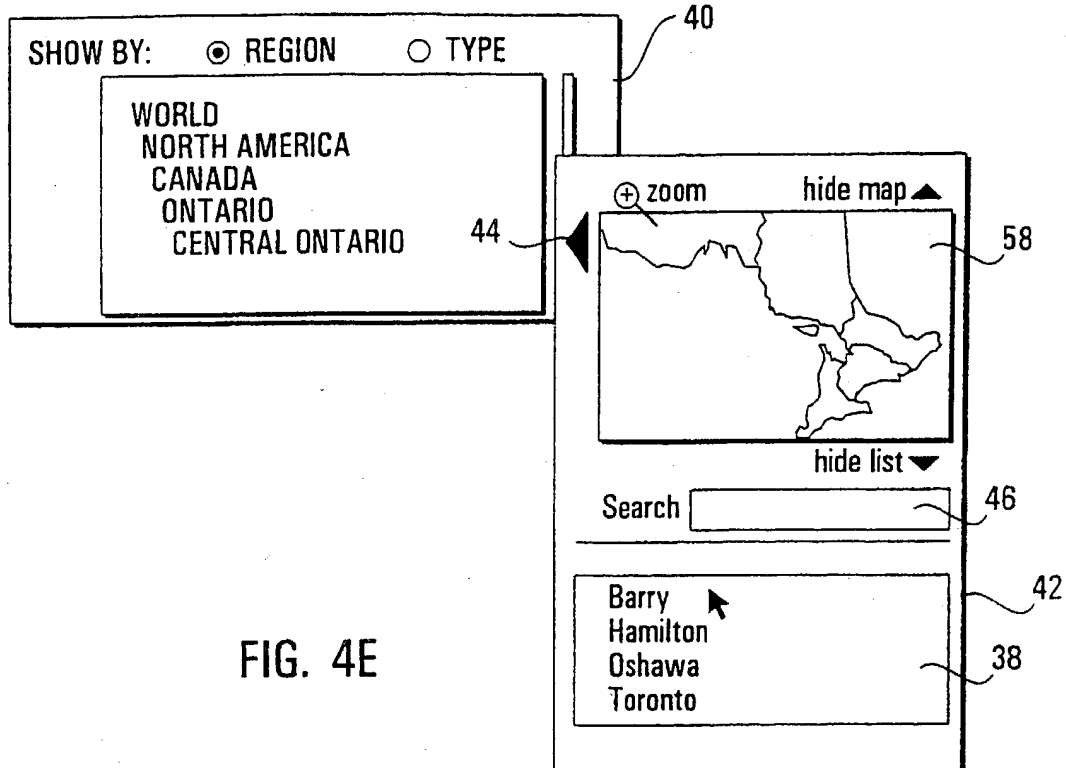 40
SHOW BY: REGION TYPE
WORLD
NORTH AMERICA
CANADA
ONTARIO
CENTRAL ONTARIO
44
zoom hide map
58
hide list
Search
46
42
Barry
Hamilton
Oshawa
Toronto
38
FIG. 4E